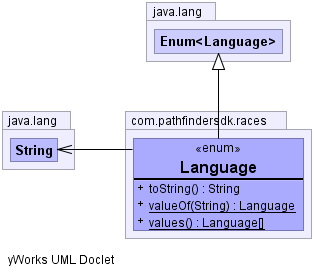 java.lang
Enum<Language>
java.lang
String
com.pathfindersdk.races
«enum»
Language
+ toString() : String
+ valueOf(String) : Language
+ values() : Language[]
yWorks UML Doclet